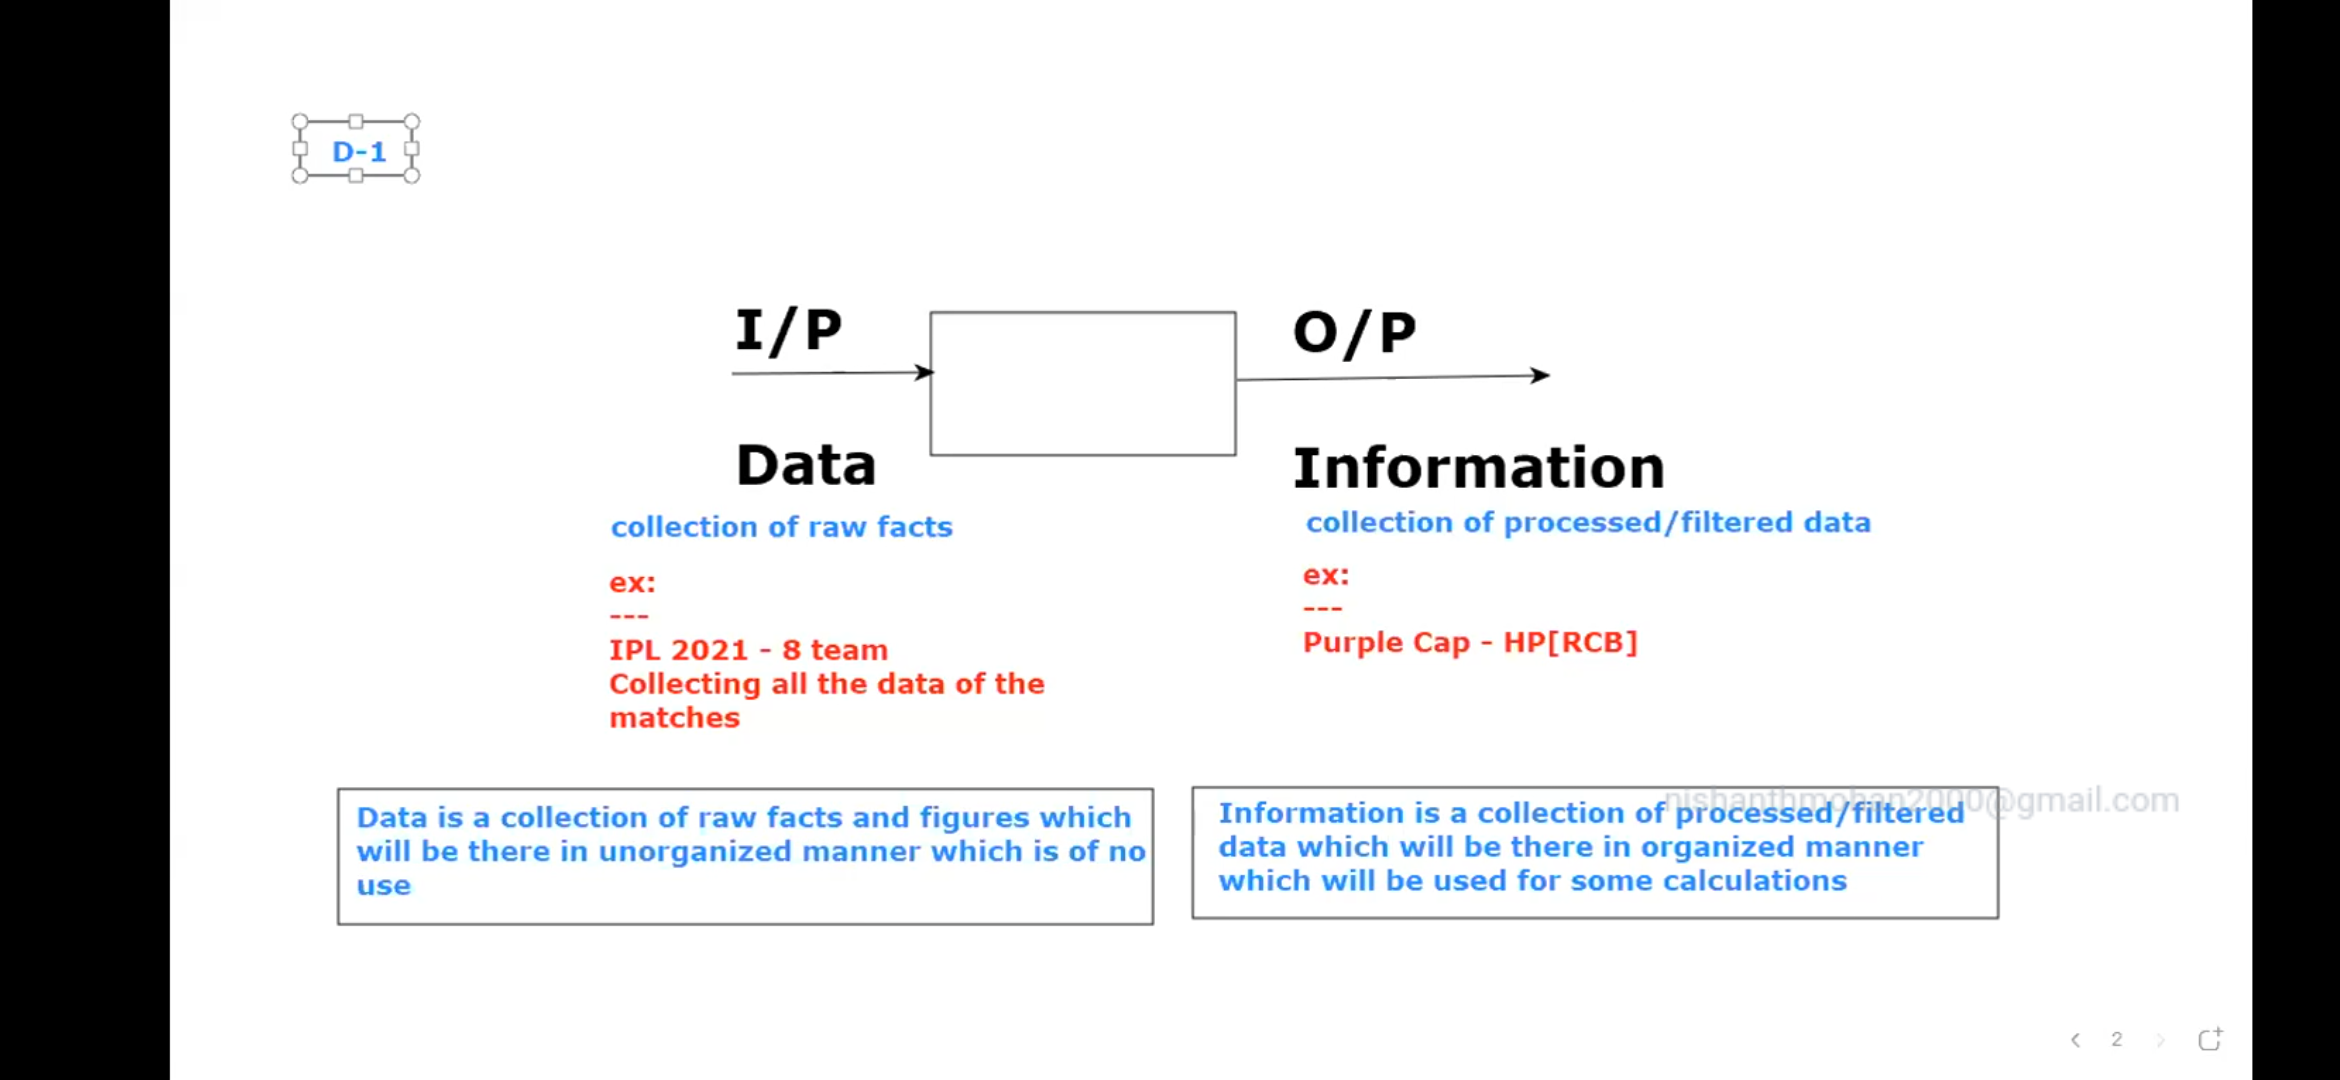 D-1
I/P
O/P
Data
Information
collection of raw facts
collection of processed/filtered data
ex:
---
IPL 2021 - 8 team
Collecting all the data of the
matches
ex:
---
Purple Cap - HP[RCB]
Data is a collection of raw facts and figures which
will be there in unorganized manner which is of no
use
nishanthmohan2000@gmail.com
Information is a collection of processed/filtered
data which will be there in organized manner
which will be used for some calculations
2